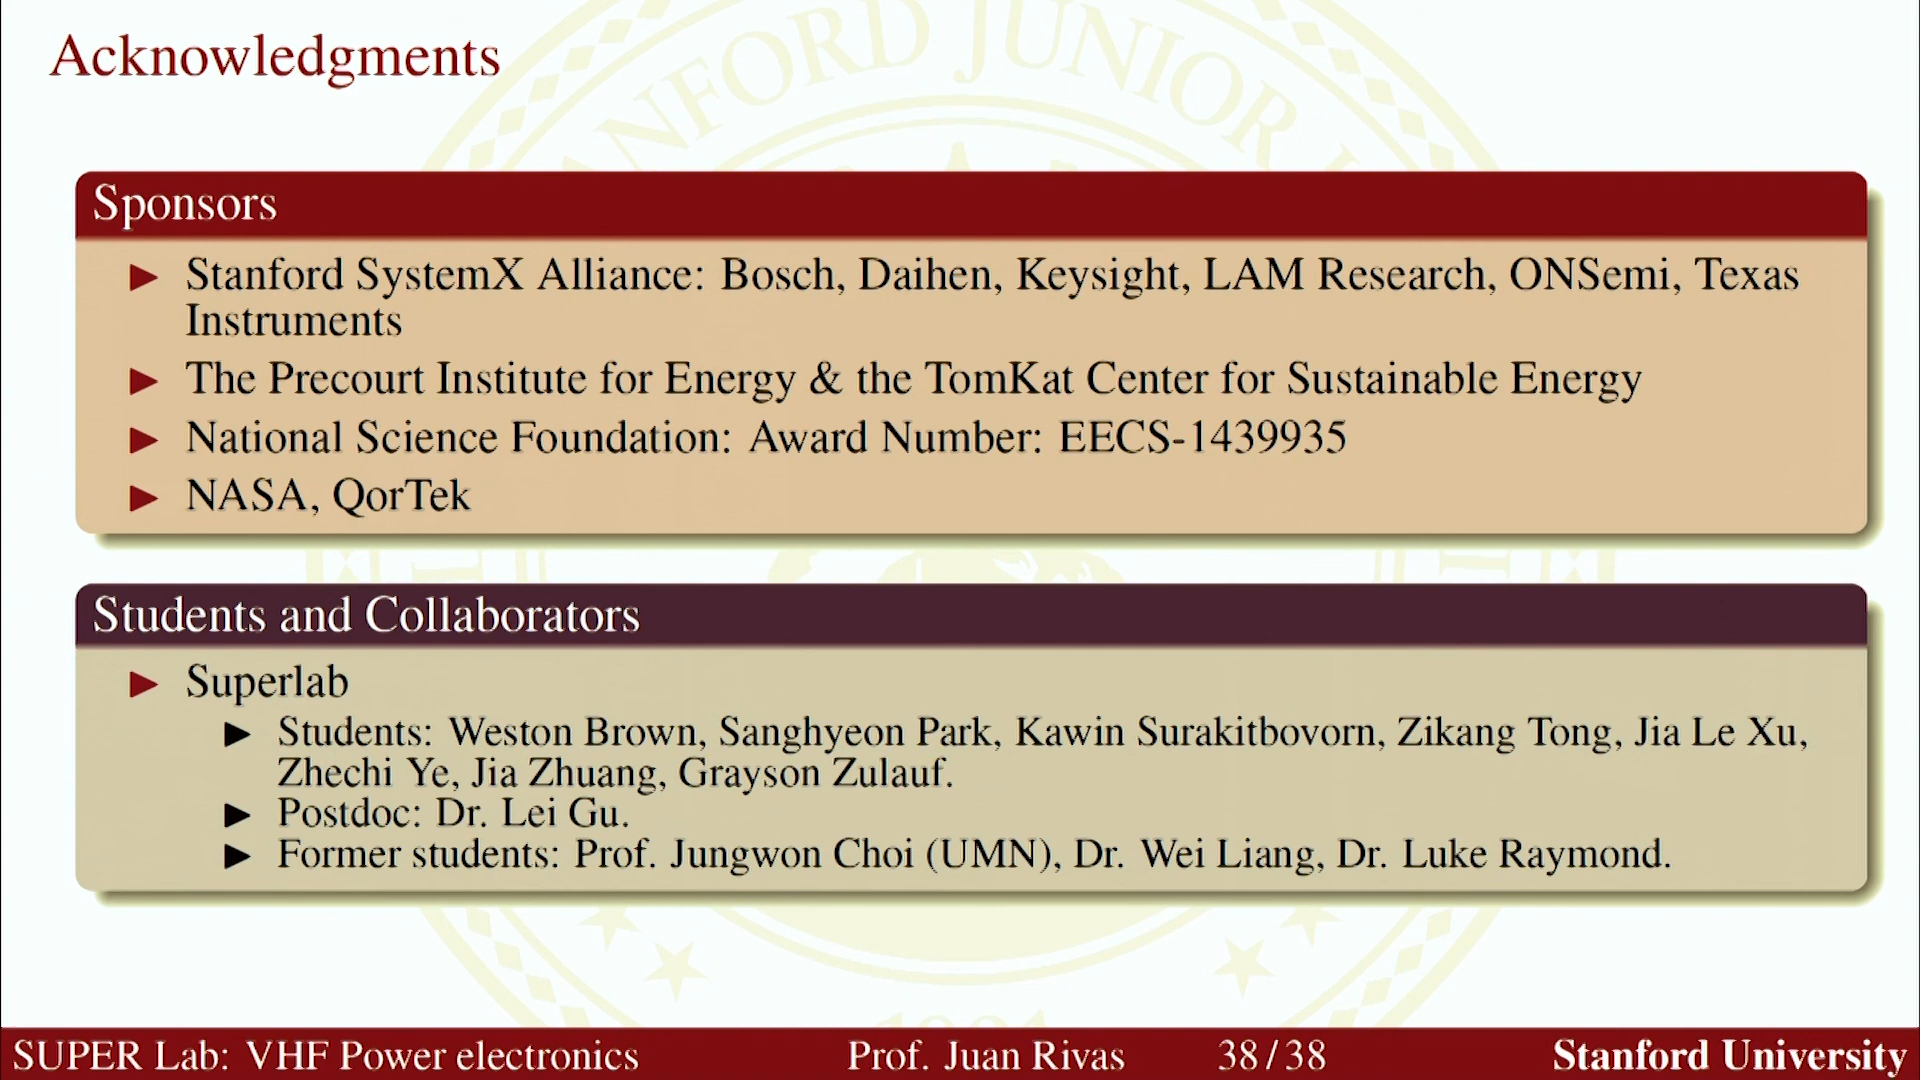 Acknowledgments
Sponsors
Stanford SystemX Alliance: Bosch, Daihen, Keysight, LAM Research, ONSemi, Texas
Instruments
The Precourt Institute for Energy & the TomKat Center for Sustainable Energy
National Science Foundation: Award Number: EECS-1439935
NASA, QorTek
Students and Collaborators
Superlab
Students: Weston Brown, Sanghyeon Park, Kawin Surakitbovorn, Zikang Tong, Jia Le Xu,
Zhechi Ye, Jia Zhuang, Grayson Zulauf.
Postdoc: Dr. Lei Gu.
Former students: Prof. Jungwon Choi (UMN), Dr. Wei Liang, Dr. Luke Raymond.
SUPER Lab: VHF Power electronics Prof. Juan Rivas 38 / 38 Stanford University